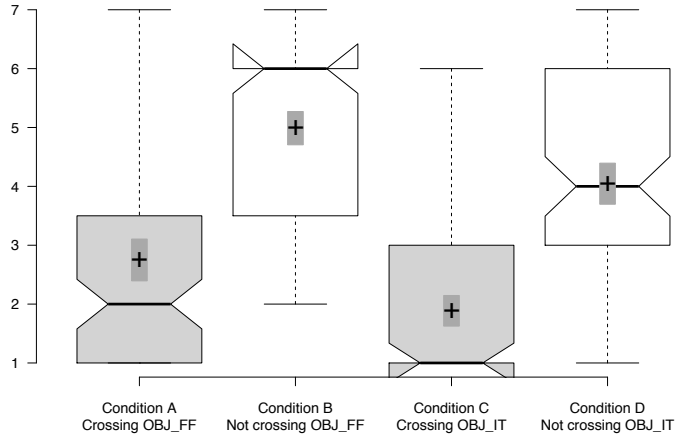 7
6
5
4
3
2
1
Condition A
Crossing OBJ_FF
Condition B
Not crossing OBJ_FF
Condition C
Crossing OBJ_IT
Condition D
Not crossing OBJ_IT